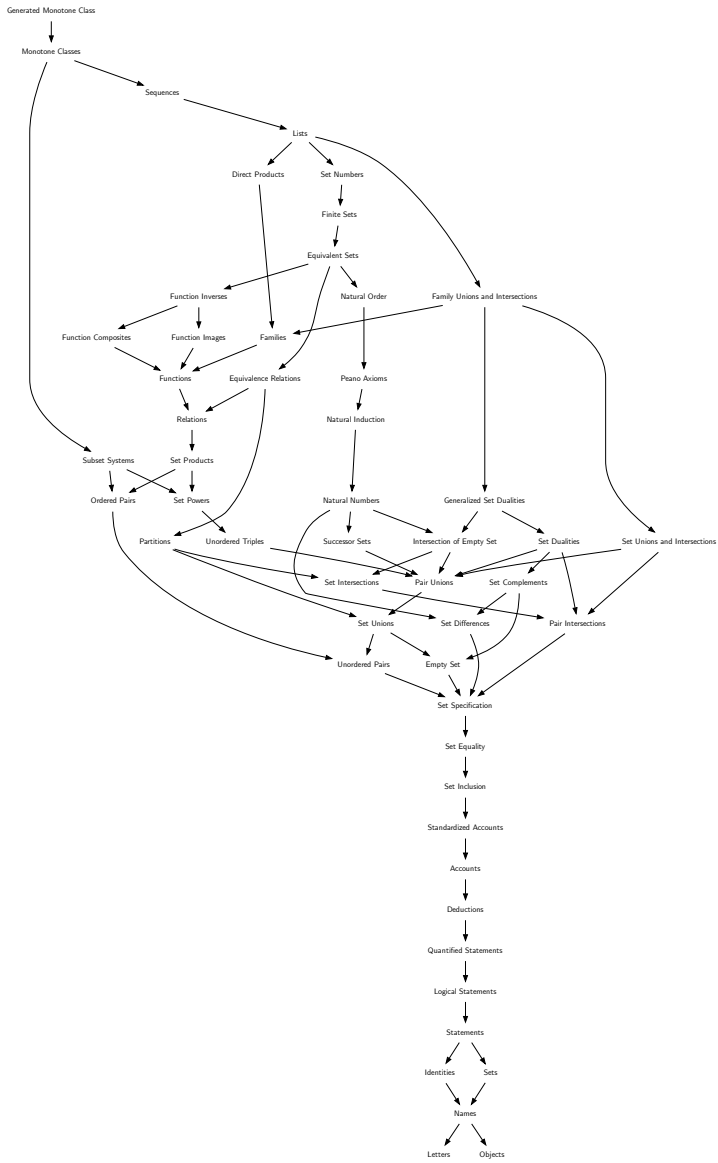 Generated Monotone Class
Monotone Classes
Sequences
Lists
Direct Products
Set Numbers
Finite Sets
Equivalent Sets
Function Inverses
Natural Order
Family Unions and Intersections
Function Composites
Function Images
Families
Functions
Equivalence Relations
Peano Axioms
Relations
Natural Induction
Subset Systems
Set Products
Ordered Pairs
Set Powers
Natural Numbers
Generalized Set Dualities
Partitions
Unordered Triples
Successor Sets
Intersection of Empty Set
Set Dualities
Set Unions and Intersections
Set Intersections
Pair Unions
Set Complements
Set Unions
Set Differences
Pair Intersections
Unordered Pairs
Empty Set
Set Specification
Set Equality
Set Inclusion
Standardized Accounts
Accounts
Deductions
Quantified Statements
Logical Statements
Statements
Identities
Sets
Names
Letters
Objects